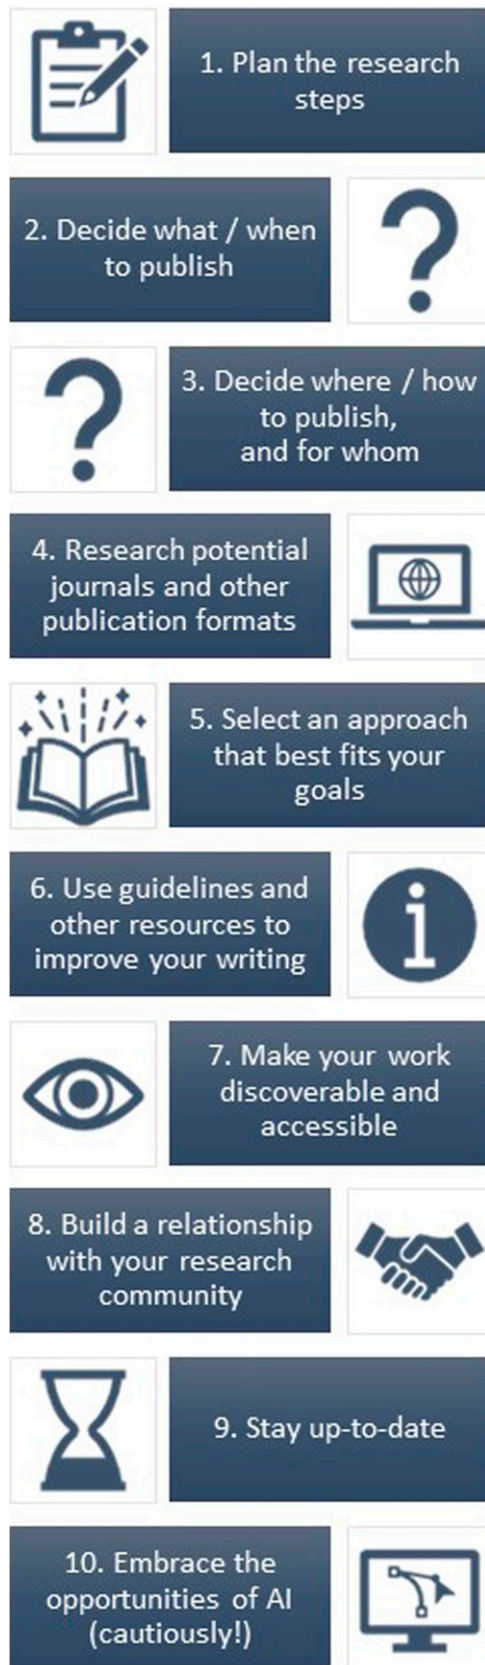 1. Plan the research
steps
2. Decide what / when
to publish
3. Decide where / how
to publish,
and for whom
4. Research potential
journals and other
publication formats
5. Select an approach
that best fits your
goals
6. Use guidelines and
other resources to
improve your writing
7. Make your work
discoverable and
accessible
8. Build a relationship
with your research
community
9. Stay up-to-date
10. Embrace the
opportunities of AI
(cautiously!)